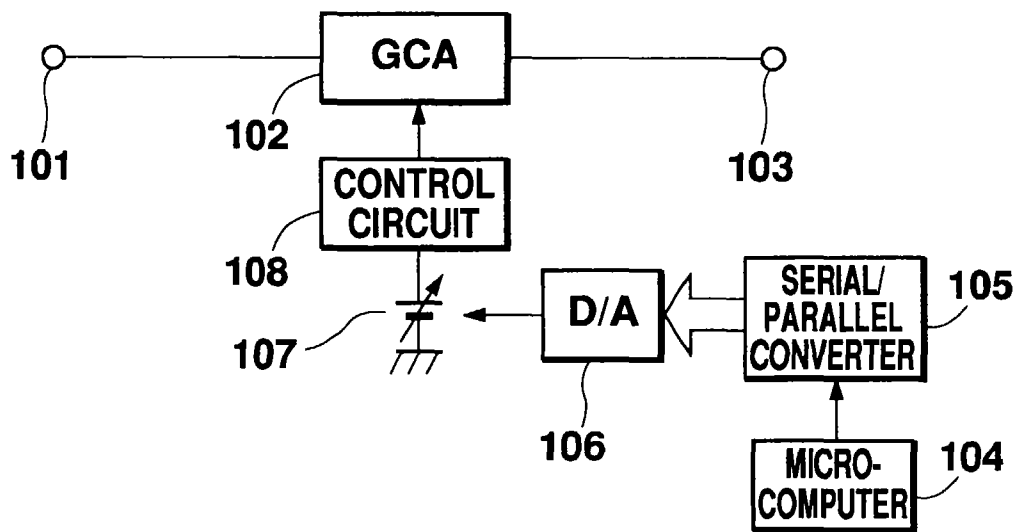 GCA
102
101
103
CONTROL
CIRCUIT
108
107
D/A
106
SERIAL/
PARALLEL
CONVERTER
105
MICRO-
COMPUTER
104